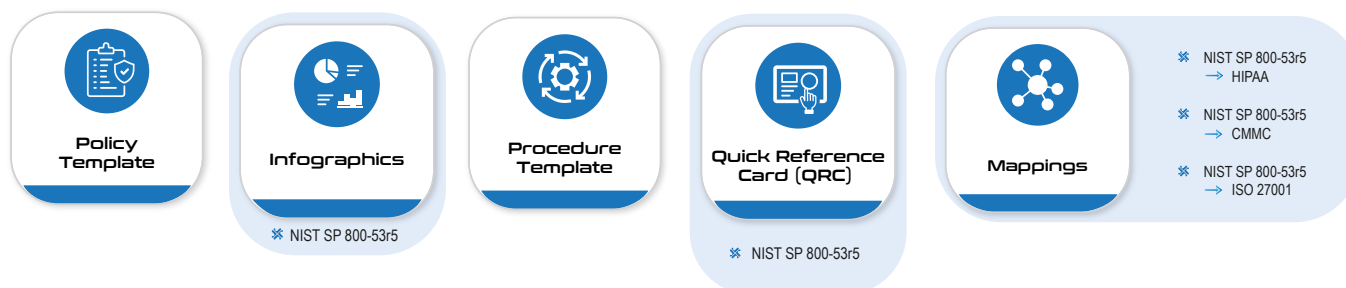 Policy
Template
Infographics
NIST SP 800-53r5
Procedure
Template
Quick Reference
Card (QRC)
NIST SP 800-53r5
Mappings
NIST SP 800-53r5
→ HIPAA
NIST SP 800-53r5
→ CMMC
NIST SP 800-53r5
→ ISO 27001